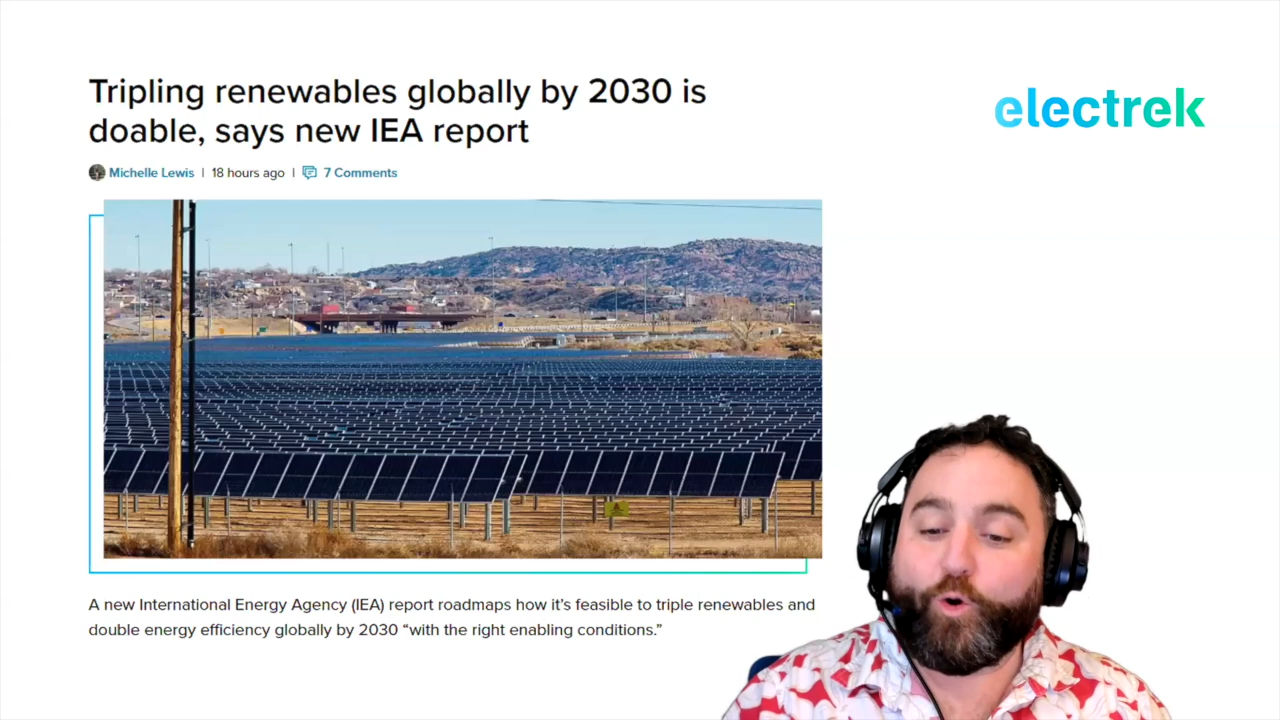 Tripling renewables globally by 2030 is
doable, says new IEA report
electrek
Michelle Lewis | 18 hours ago | 7 Comments
A new International Energy Agency (IEA) report roadmaps how it's feasible to triple renewables and
double energy efficiency globally by 2030 “with the right enabling conditions.”